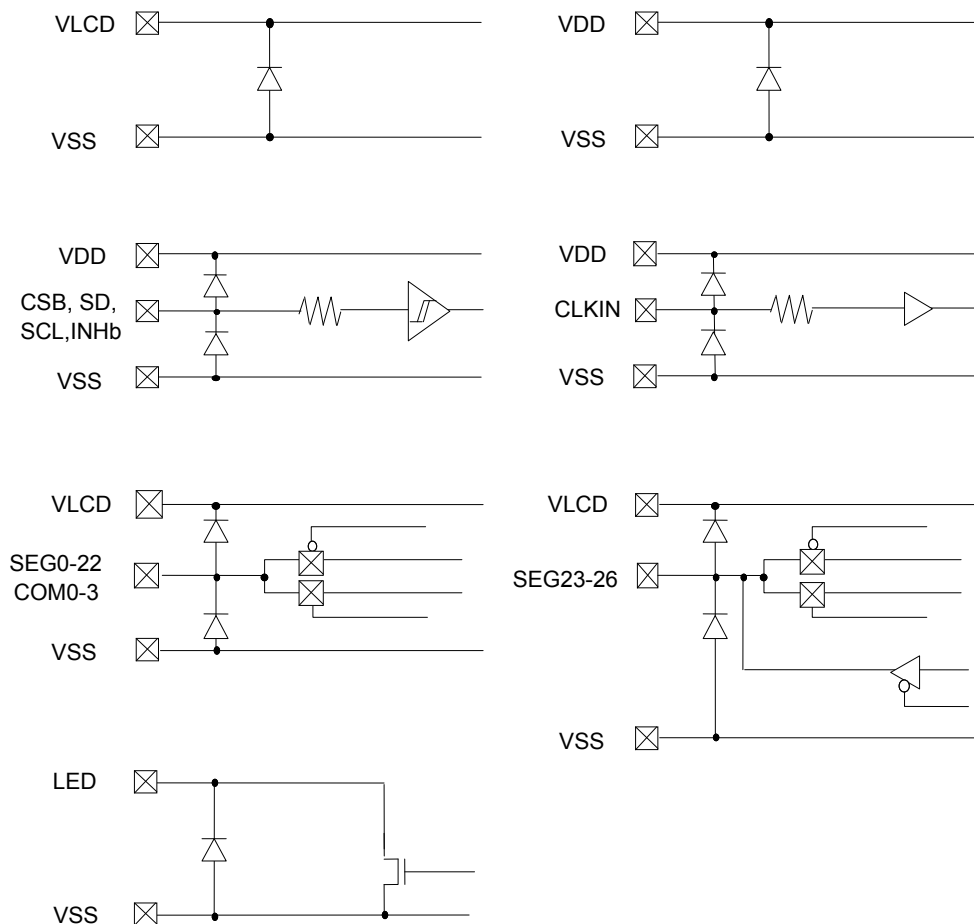 VLCD
VSS
VDD
VSS
VDD
CSB, SD,
SCL,INHb
VSS
VDD
CLKIN
VSS
VLCD
SEG0-22
COM0-3
VSS
VLCD
SEG23-26
VSS
LED
VSS